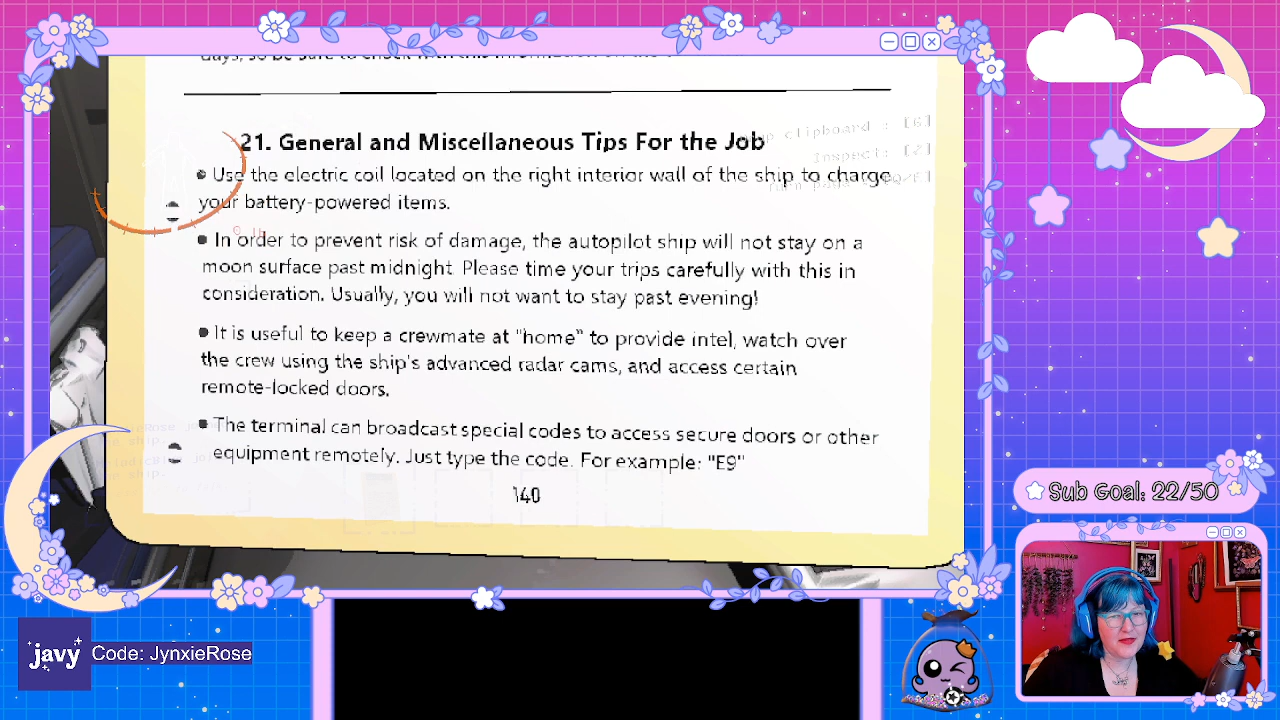 21. General and Miscellaneous Tips For the Job
• Use the electric coil located on the right interior wall of the ship to charge
your battery-powered items.
• In order to prevent risk of damage, the autopilot ship will not stay on a
moon surface past midnight. Please time your trips carefully with this in
consideration. Usually, you will not want to stay past evening!
• It is useful to keep a crewmate at "home" to provide intel, watch over
the crew using the ship's advanced radar cams, and access certain
remote-locked doors.
• The terminal can broadcast special codes to access secure doors or other
equipment remotely. Just type the code. For example: "E9"
140
clipboard : [G]
Inspect: [Z]
Sub Goal: 22/50
javy
Code: JynxieRose